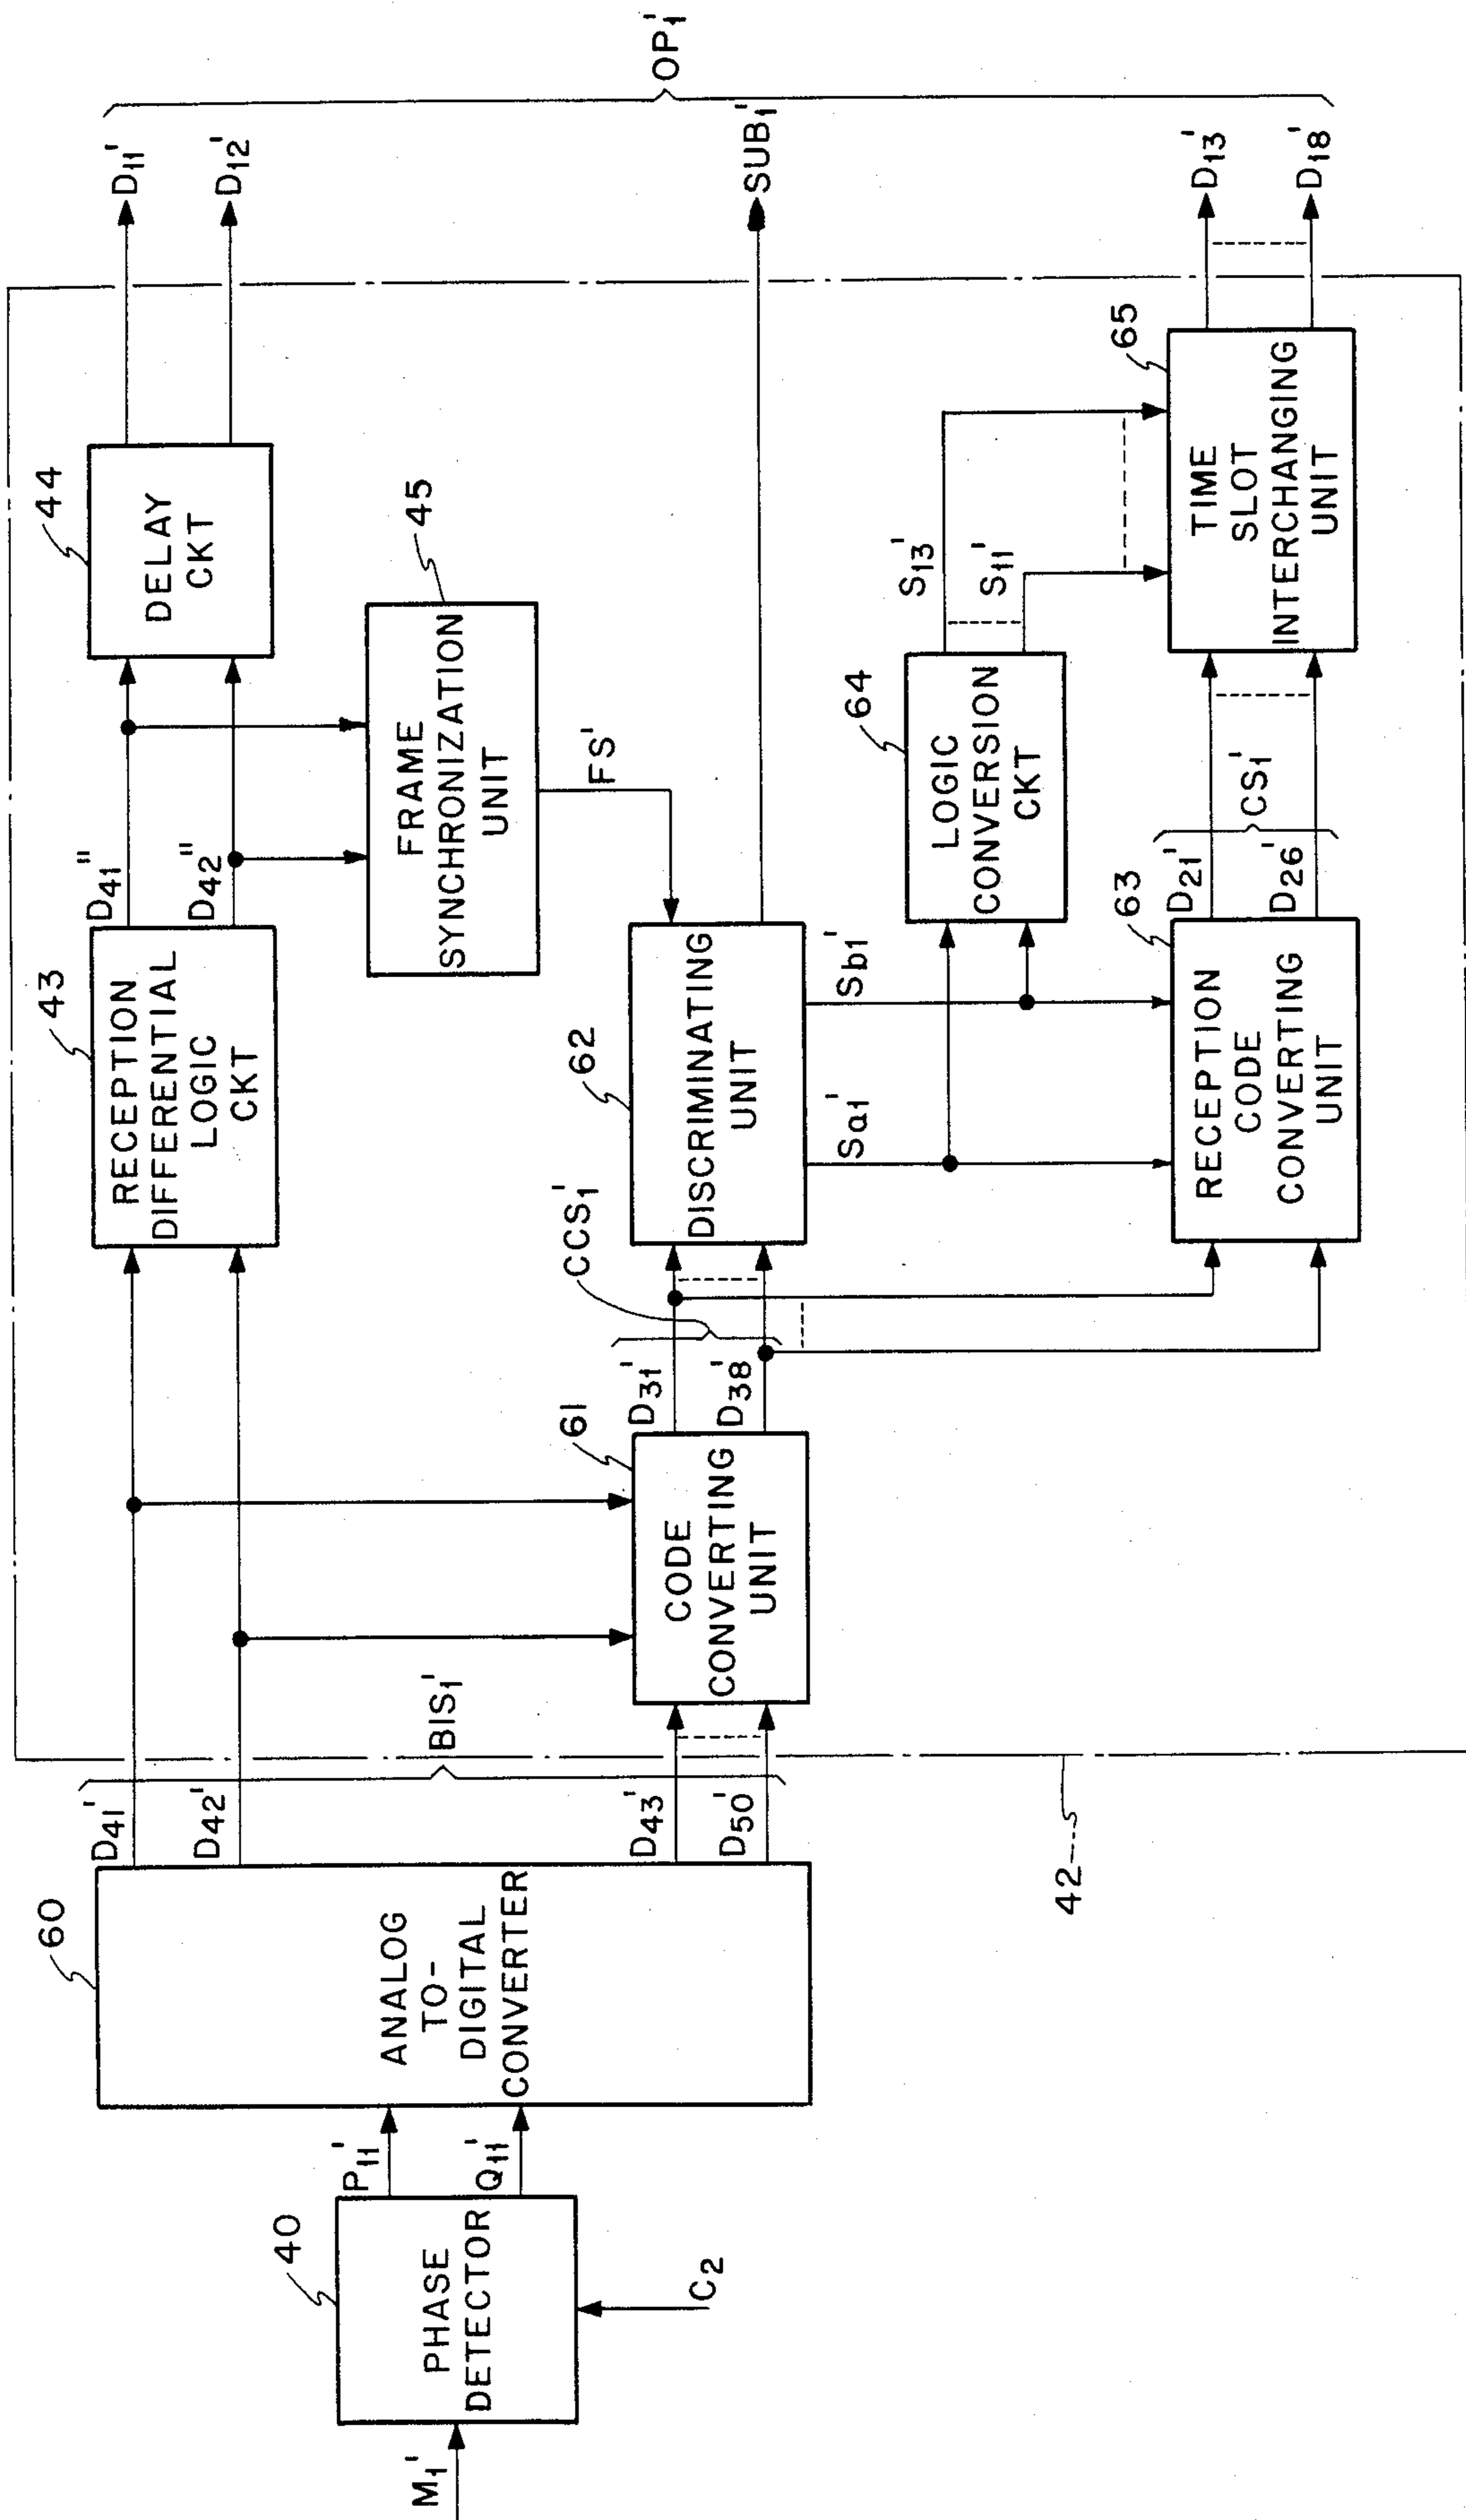 M1'
40
PHASE
DETECTOR
C2
P11'
Q11'
60
ANALOG
TO-
DIGITAL
CONVERTER
D41'
D42'
BIS1'
D43'
D50'
42
61
CODE
CONVERTING
UNIT
D31'
D38'
CCS1'
43
RECEPTION
DIFFERENTIAL
LOGIC
CKT
D41"
D42"
44
DELAY
CKT
45
FRAME
SYNCHRONIZATION
UNIT
FS'
62
DISCRIMINATING
UNIT
Sa1'
Sb1'
63
RECEPTION
CODE
CONVERTING
UNIT
D21'
D26'
CS1'
64
LOGIC
CONVERSION
CKT
S13'
S11'
65
TIME
SLOT
INTERCHANGING
UNIT
D11'
D12'
SUB1'
D13'
D18'
OP1'